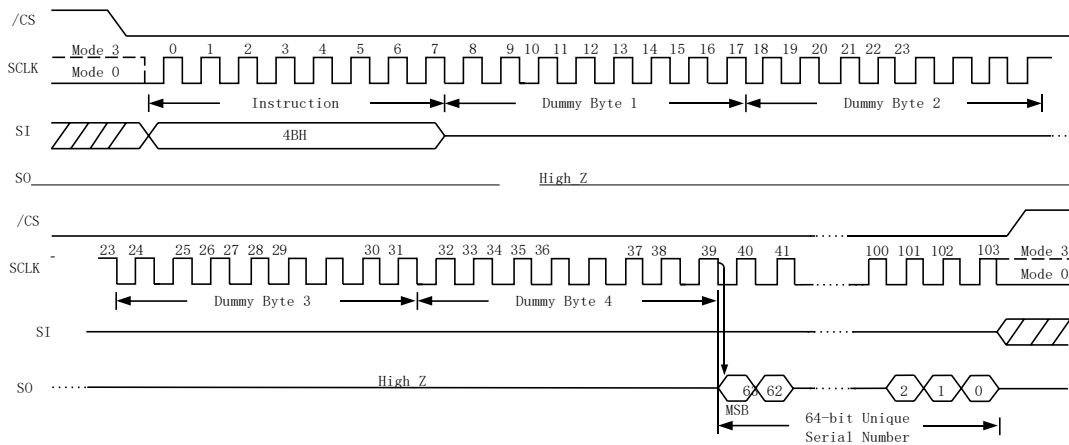 /CS
Mode 3 0 1 2 3 4 5 6 7 8 9 10 11 12 13 14 15 16 17 18 19 20 21 22 23
SCLK Mode 0
Instruction Dummy Byte 1 Dummy Byte 2
SI 4BH
SO High Z
/CS
23 24 25 26 27 28 29 30 31 32 33 34 35 36 37 38 39 40 41 100 101 102 103 Mode 3
SCLK Mode 0
Dummy Byte 3 Dummy Byte 4
SI
SO High Z 63 62 2 1 0
MSB
64-bit Unique
Serial Number